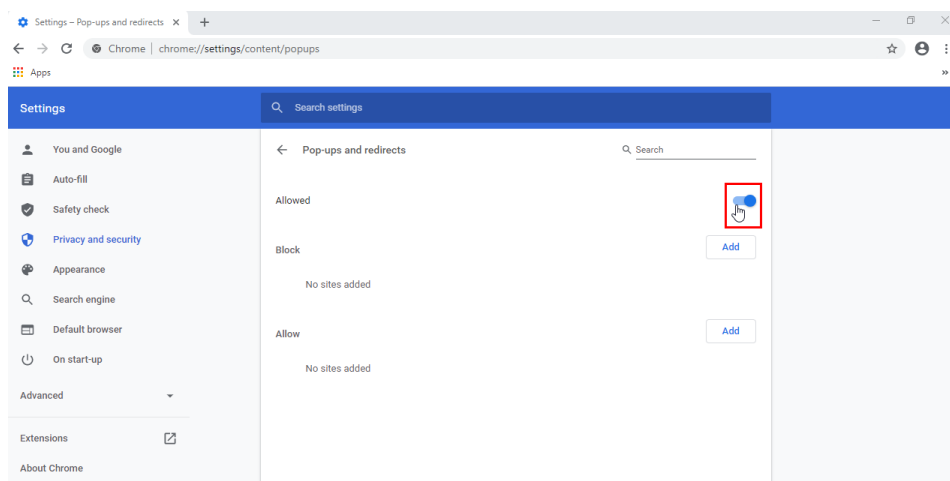 Settings – Pop-ups and redirects
Chrome | chrome://settings/content/popups
Apps
Settings
Search settings
You and Google
Auto-fill
Safety check
Privacy and security
Appearance
Search engine
Default browser
On start-up
Advanced
Extensions
About Chrome
Pop-ups and redirects
Search
Allowed
Block
Add
No sites added
Allow
Add
No sites added